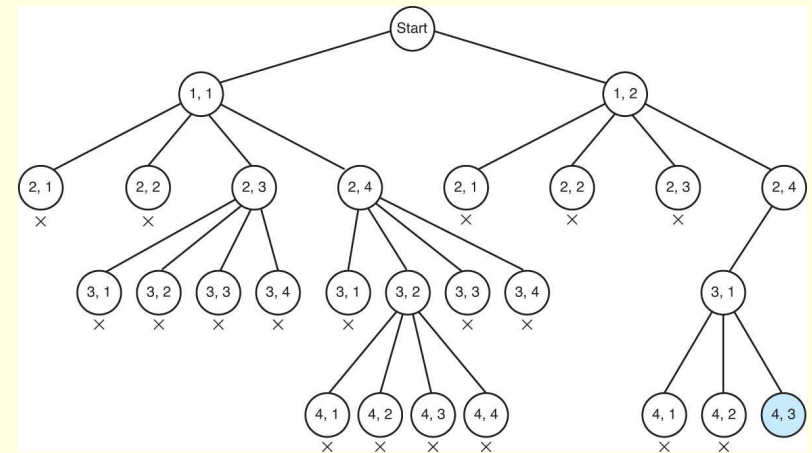 Start
1, 1 1, 2
2, 1 2, 2 2, 3 2, 4 2, 1 2, 2 2, 3 2, 4
× × × × ×
3, 1 3, 2 3, 3 3, 4 3, 1 3, 2 3, 3 3, 4 3, 1
× × × × × × ×
4, 1 4, 2 4, 3 4, 4 4, 1 4, 2 4, 3
× × × × × ×